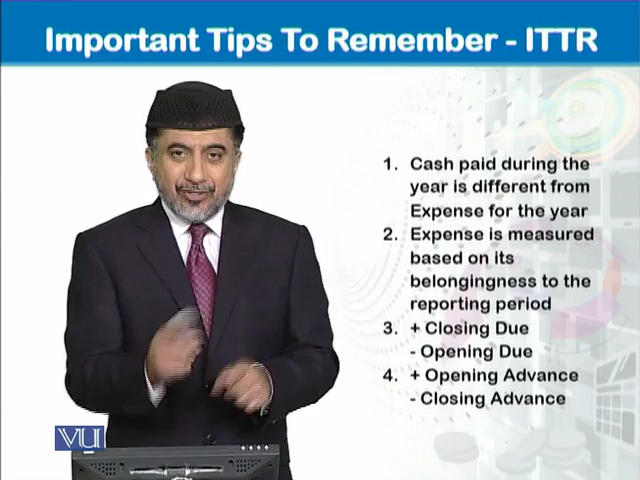 Important Tips To Remember - ITTR
1. Cash paid during the
year is different from
Expense for the year
2. Expense is measured
based on its
belongingness to the
reporting period
3. + Closing Due
- Opening Due
4. + Opening Advance
- Closing Advance
VU